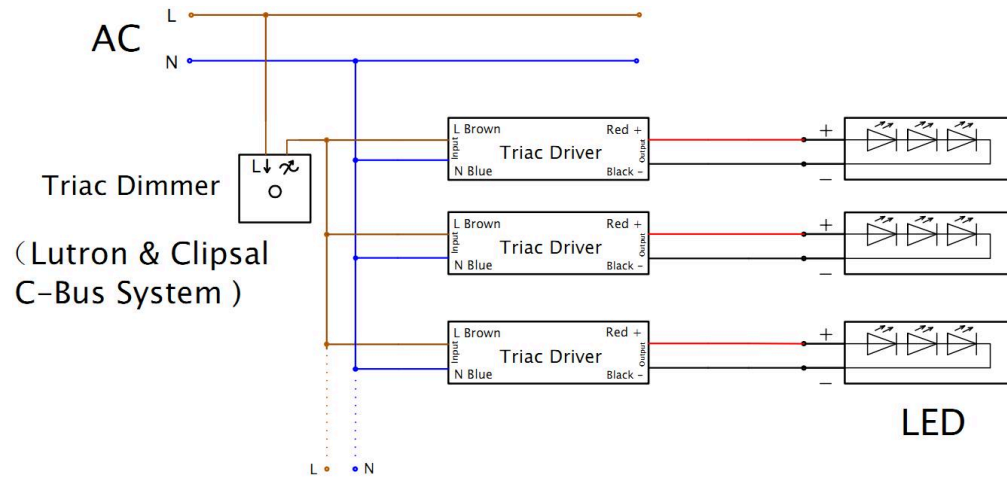 L
AC
N
L Brown
Red +
Input
Triac Driver
Output
N Blue
Black -
+
−
L
Triac Dimmer
(Lutron & Clipsal
C-Bus System )
L Brown
Red +
Input
Triac Driver
Output
N Blue
Black -
+
−
L Brown
Red +
Input
Triac Driver
Output
N Blue
Black -
+
−
LED
L
N